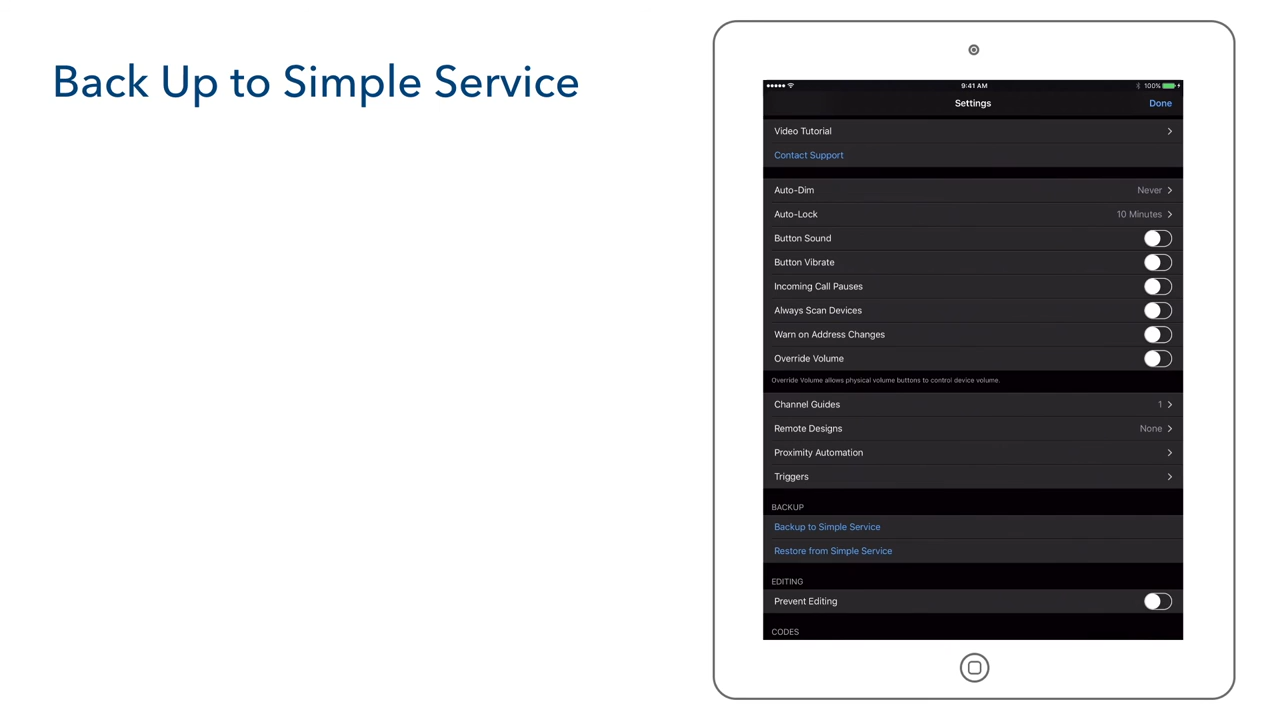 Back Up to Simple Service
9:41 AM
100%
Settings
Done
Video Tutorial
Contact Support
Auto-Dim
Never
Auto-Lock
10 Minutes
Button Sound
Button Vibrate
Incoming Call Pauses
Always Scan Devices
Warn on Address Changes
Override Volume
Override Volume allows physical volume buttons to control device volume.
Channel Guides
1
Remote Designs
None
Proximity Automation
Triggers
BACKUP
Backup to Simple Service
Restore from Simple Service
EDITING
Prevent Editing
CODES